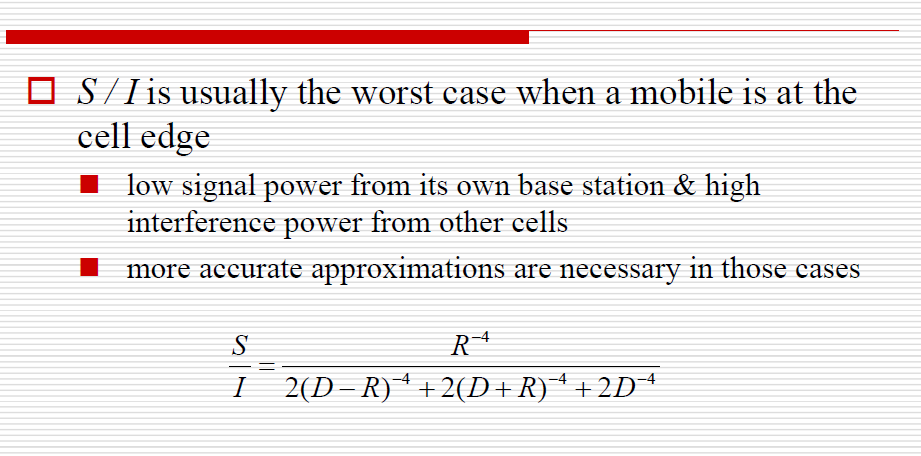 S / I is usually the worst case when a mobile is at the
cell edge
low signal power from its own base station & high
interference power from other cells
more accurate approximations are necessary in those cases
S/I = R⁻⁴ / (2(D – R)⁻⁴ + 2(D + R)⁻⁴ + 2D⁻⁴)